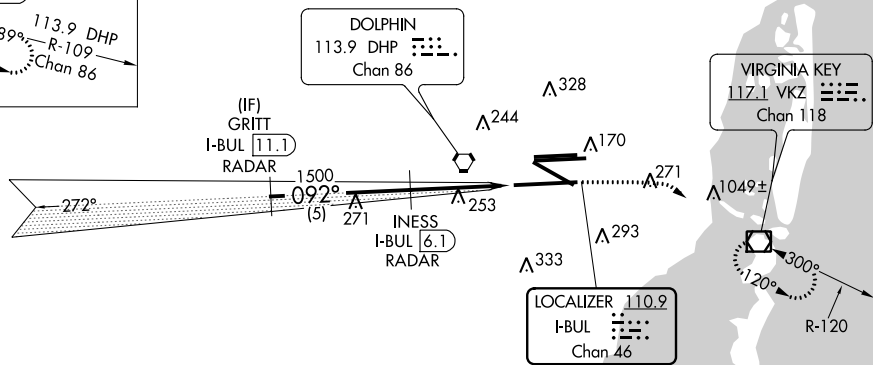 113.9 DHP
R-109
Chan 86
89°
DOLPHIN
113.9 DHP
Chan 86
VIRGINIA KEY
117.1 VKZ
Chan 118
328
244
170
271
1049±
(IF)
GRITT
I-BUL 11.1
RADAR
1500
092°
(5)
272°
271
253
INESS
I-BUL 6.1
RADAR
293
333
LOCALIZER 110.9
I-BUL
Chan 46
300°
120°
R-120